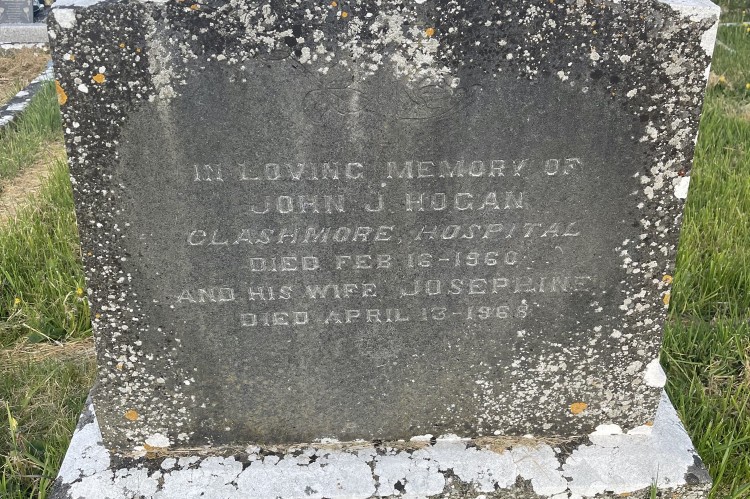 IN LOVING MEMORY OF
JOHN J. HOGAN
CLASHMORE, HOSPITAL
DIED FEB 16-1960
AND HIS WIFE JOSEPHINE
DIED APRIL 13-1968